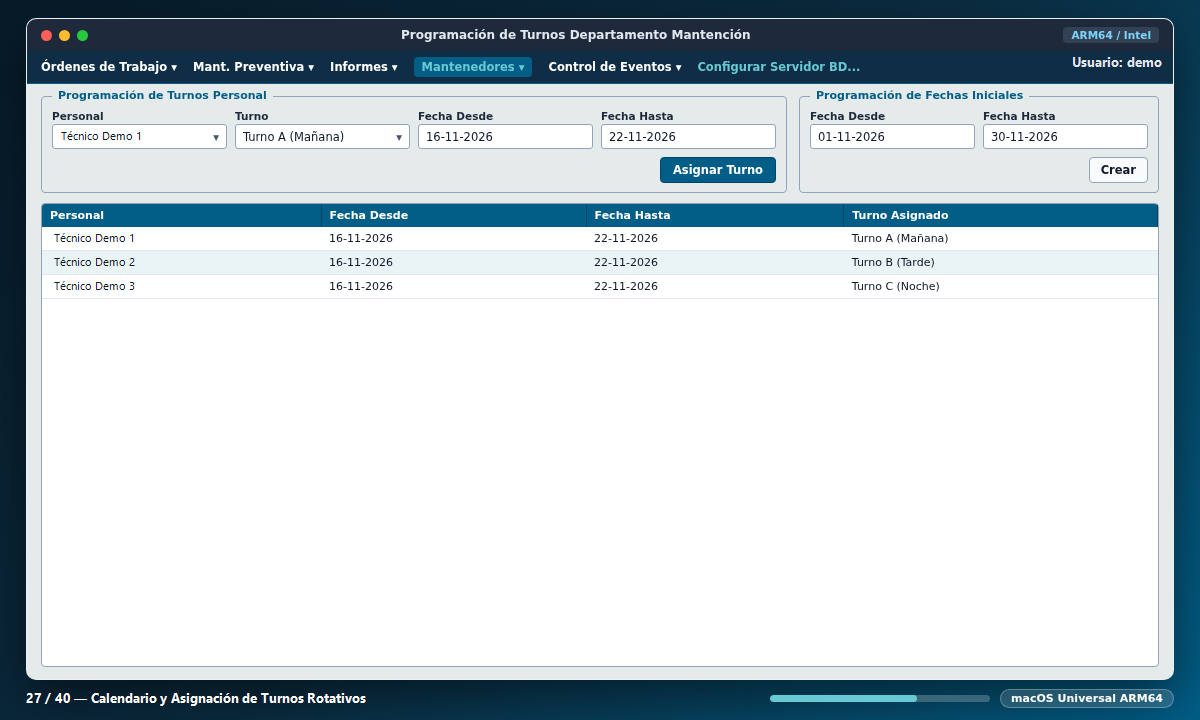 Programación de Turnos Departamento Mantención
ARM64 / Intel
Órdenes de Trabajo ▾ Mant. Preventiva ▾ Informes ▾ Mantenedores ▾ Control de Eventos ▾ Configurar Servidor BD... Usuario: demo
Programación de Turnos Personal
Personal Turno Fecha Desde Fecha Hasta
Técnico Demo 1 ▾ Turno A (Mañana) ▾ 16-11-2026 22-11-2026
Asignar Turno
Programación de Fechas Iniciales
Fecha Desde Fecha Hasta
01-11-2026 30-11-2026
Crear
Personal Fecha Desde Fecha Hasta Turno Asignado
Técnico Demo 1 16-11-2026 22-11-2026 Turno A (Mañana)
Técnico Demo 2 16-11-2026 22-11-2026 Turno B (Tarde)
Técnico Demo 3 16-11-2026 22-11-2026 Turno C (Noche)
27 / 40 — Calendario y Asignación de Turnos Rotativos
macOS Universal ARM64